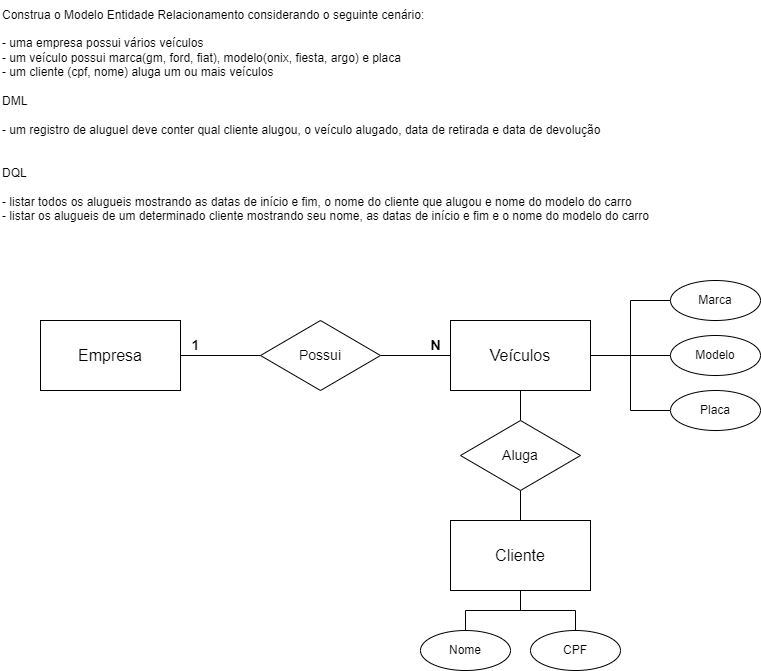 Construa o Modelo Entidade Relacionamento considerando o seguinte cenário:
- uma empresa possui vários veículos
- um veículo possui marca(gm, ford, fiat), modelo(onix, fiesta, argo) e placa
- um cliente (cpf, nome) aluga um ou mais veículos
DML
- um registro de aluguel deve conter qual cliente alugou, o veículo alugado, data de retirada e data de devolução
DQL
- listar todos os alugueis mostrando as datas de início e fim, o nome do cliente que alugou e nome do modelo do carro
- listar os alugueis de um determinado cliente mostrando seu nome, as datas de início e fim e o nome do modelo do carro
Marca
Empresa
1
Possui
N
Veículos
Modelo
Placa
Aluga
Cliente
Nome
CPF